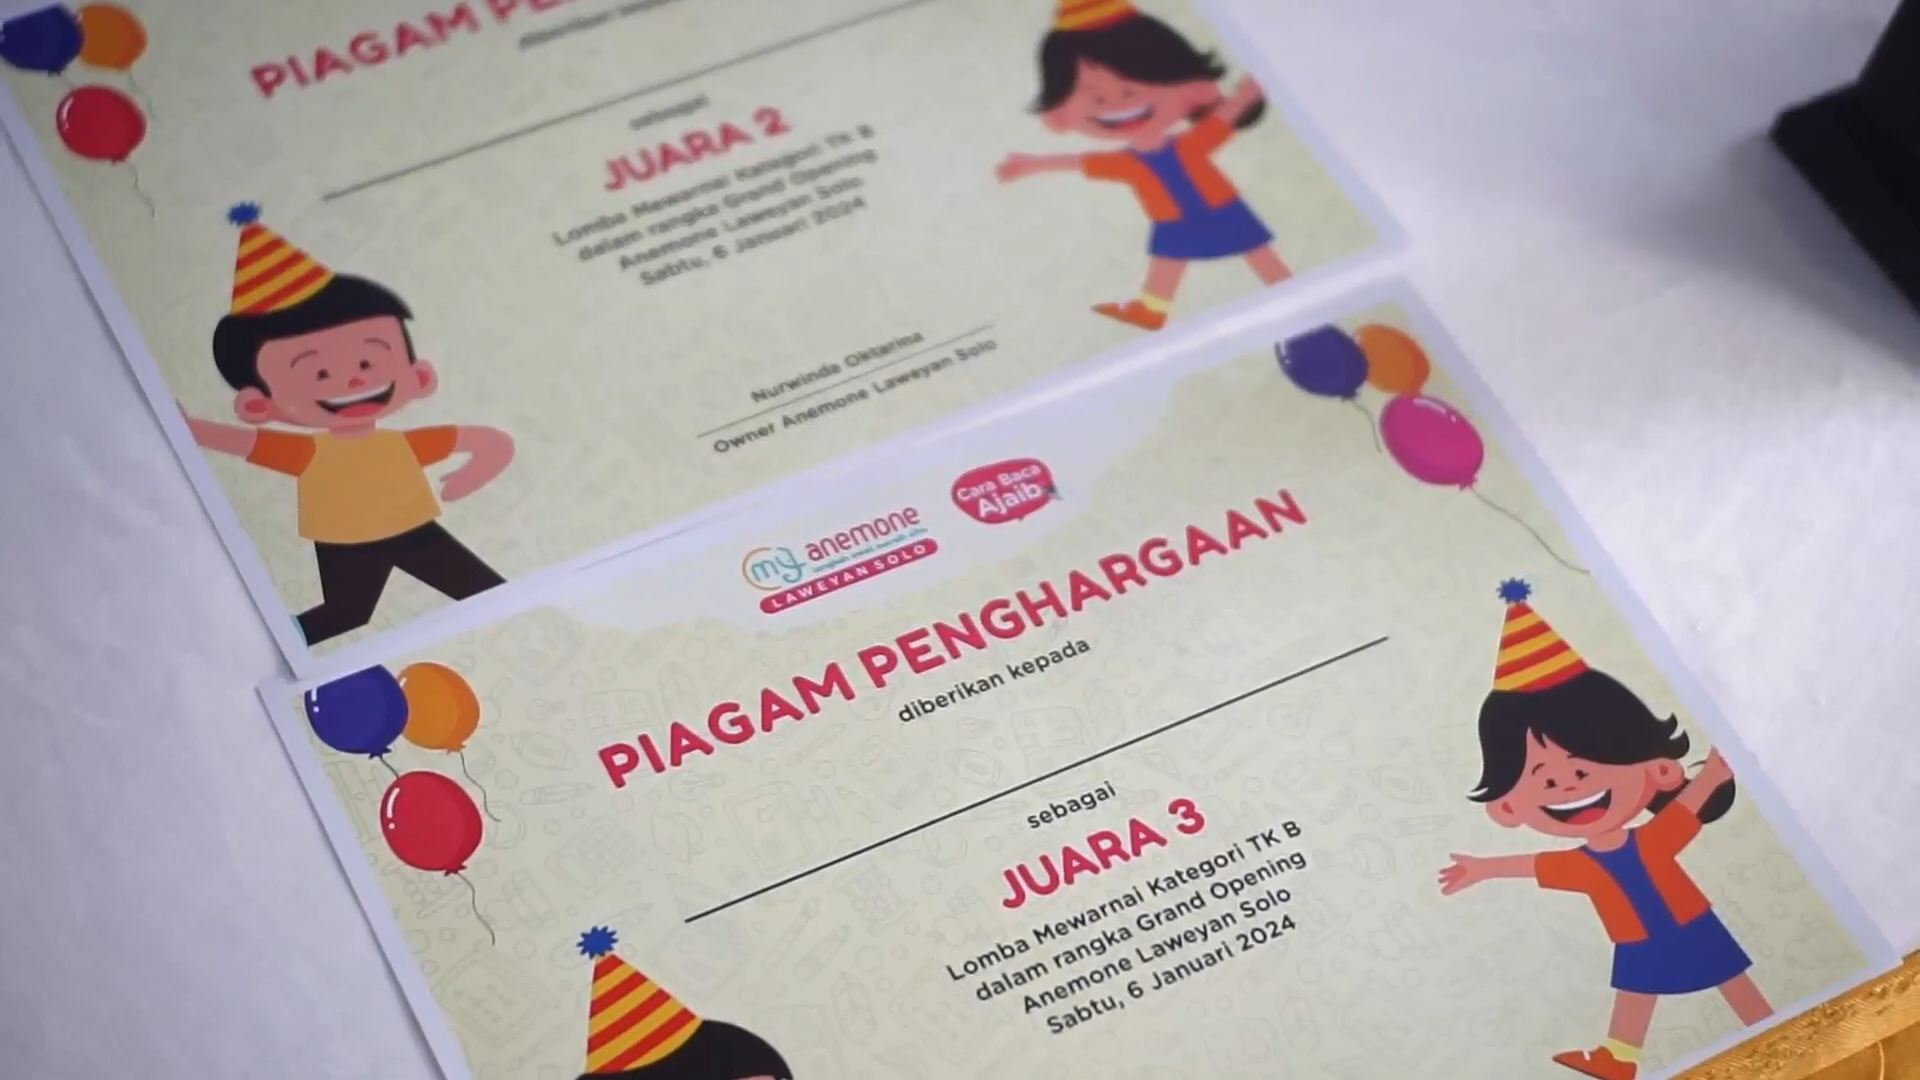 PIAGAM
sebagai
JUARA 2
Lomba Mewarnai Kategori TK B
dalam rangka Grand Opening
Anemone Laweyan Solo
Sabtu, 6 Januari 2024
Nurwinda Oktarina
Owner Anemone Laweyan Solo
my anemone
LAWEYAN SOLO
Cara Baca
Ajaib
PIAGAM PENGHARGAAN
diberikan kepada
sebagai
JUARA 3
Lomba Mewarnai Kategori TK B
dalam rangka Grand Opening
Anemone Laweyan Solo
Sabtu, 6 Januari 2024